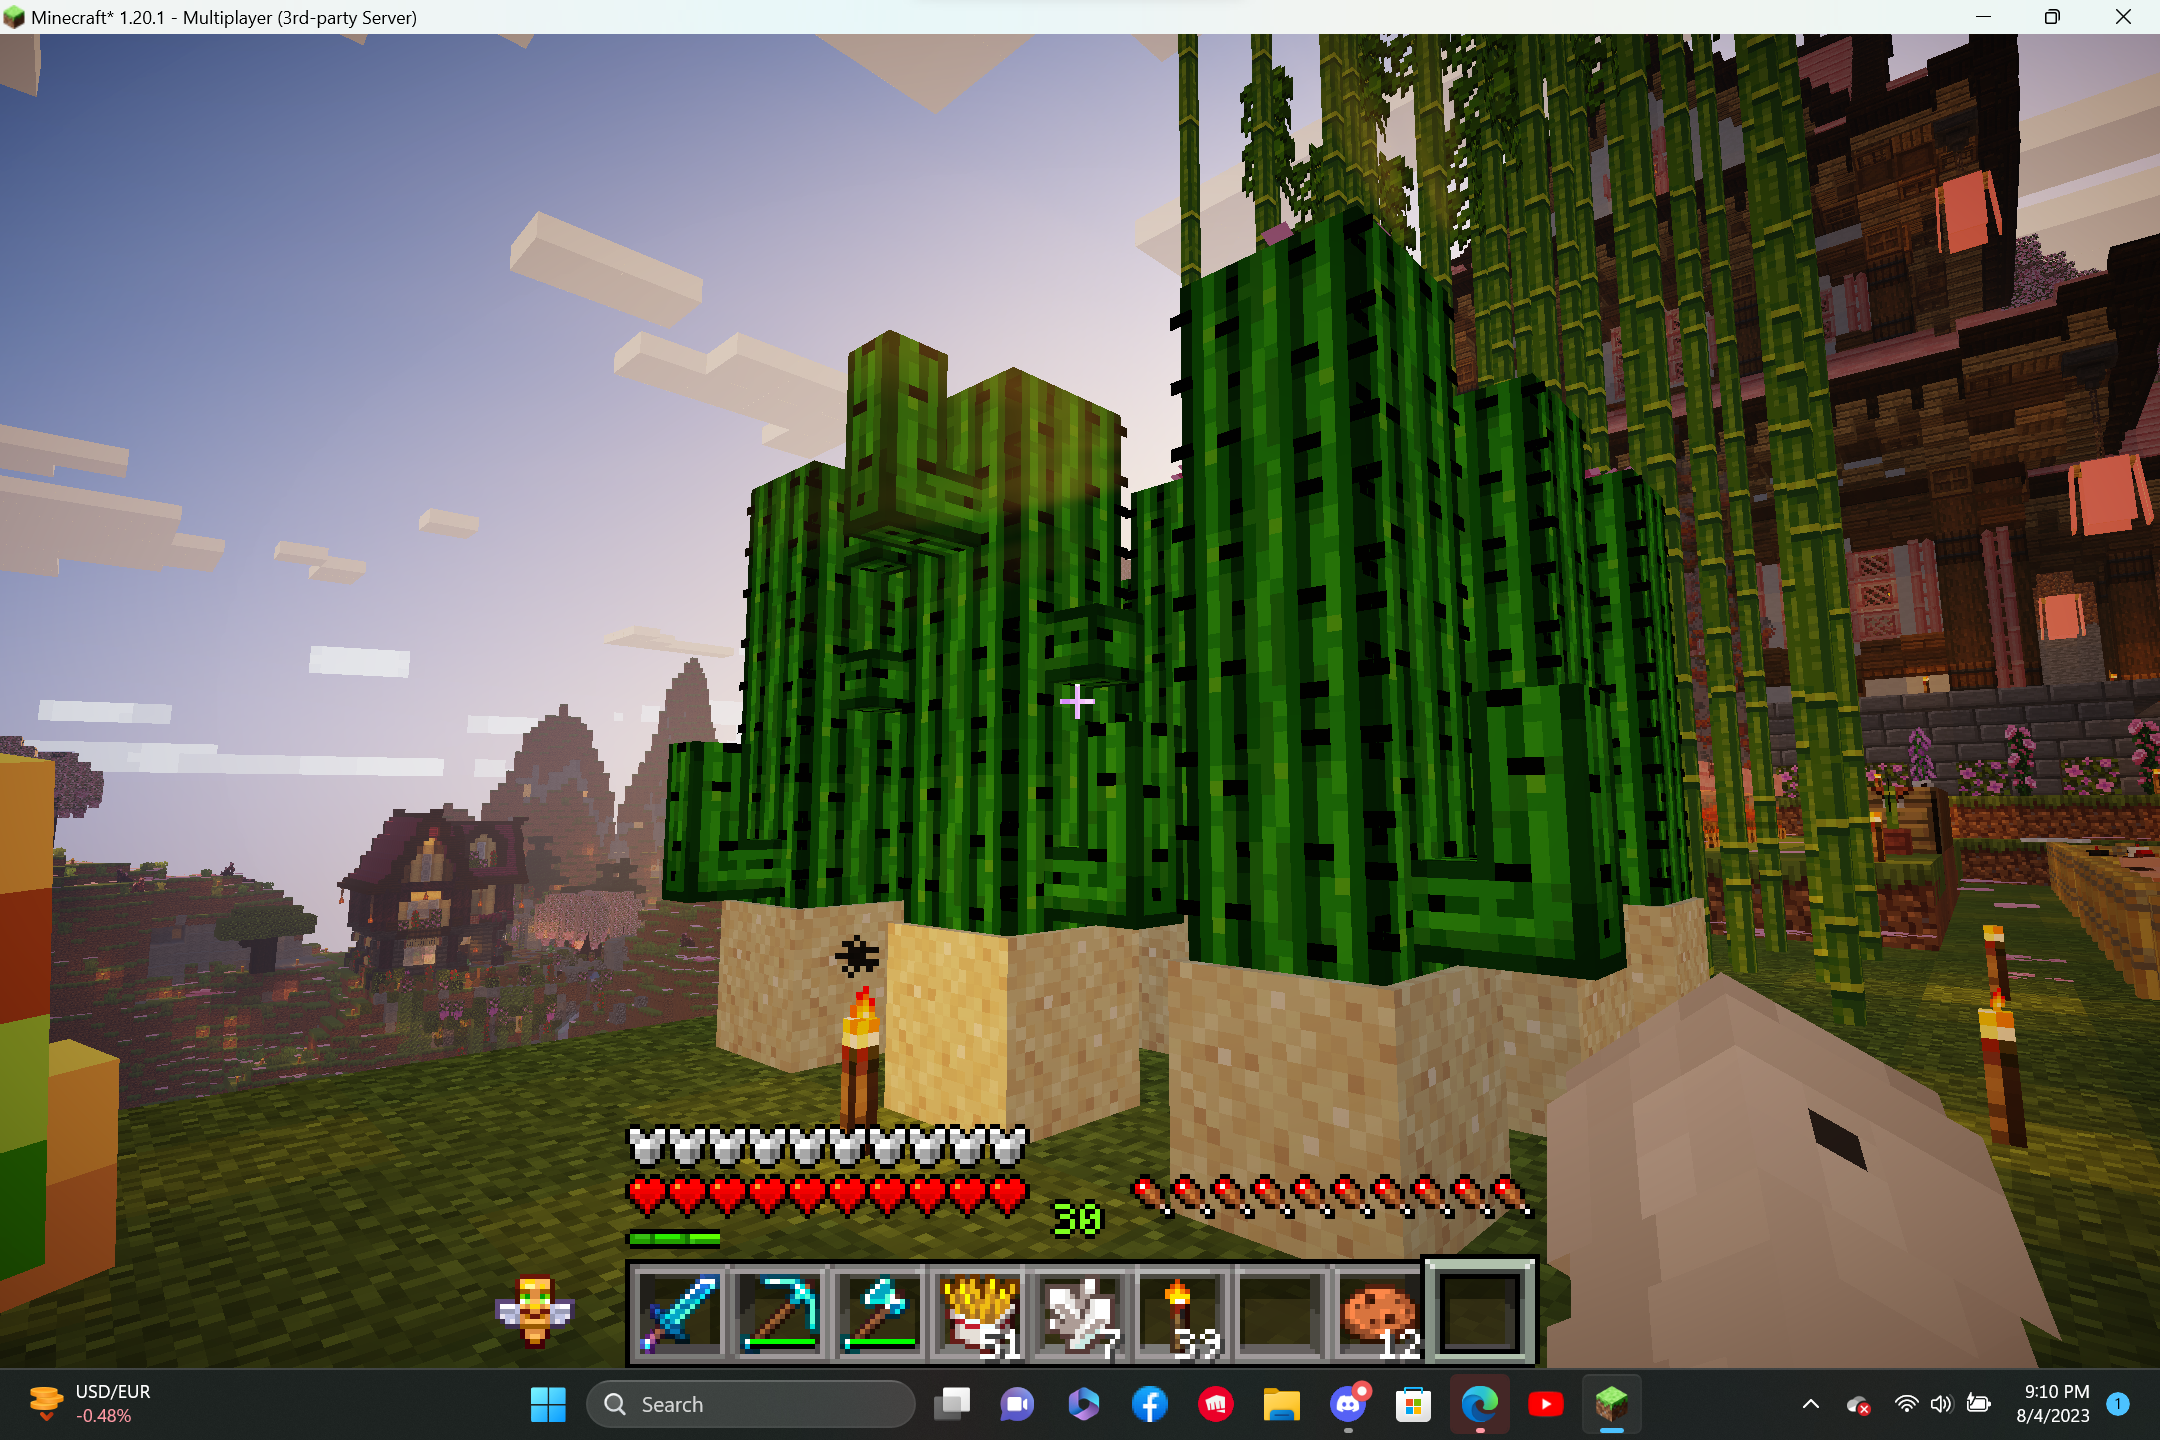 Minecraft* 1.20.1 - Multiplayer (3rd-party Server)
30
51
7
39
12
USD/EUR
-0.48%
Search
9:10 PM
8/4/2023
1